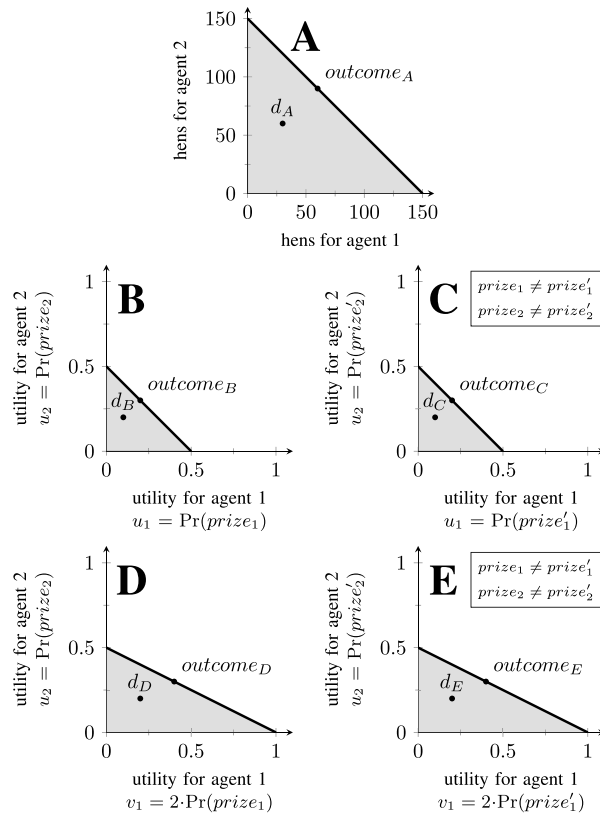 A
150
100
50
0
hens for agent 2
outcome_A
d_A
0 50 100 150
hens for agent 1
B
1
0.5
0
utility for agent 2
u_2 = Pr(prize_2)
outcome_B
d_B
0 0.5 1
utility for agent 1
u_1 = Pr(prize_1)
C
prize_1 ≠ prize′_1
prize_2 ≠ prize′_2
1
0.5
0
utility for agent 2
u_2 = Pr(prize′_2)
outcome_C
d_C
0 0.5 1
utility for agent 1
u_1 = Pr(prize′_1)
D
1
0.5
0
utility for agent 2
u_2 = Pr(prize_2)
outcome_D
d_D
0 0.5 1
utility for agent 1
v_1 = 2·Pr(prize_1)
E
prize_1 ≠ prize′_1
prize_2 ≠ prize′_2
1
0.5
0
utility for agent 2
u_2 = Pr(prize′_2)
outcome_E
d_E
0 0.5 1
utility for agent 1
v_1 = 2·Pr(prize′_1)